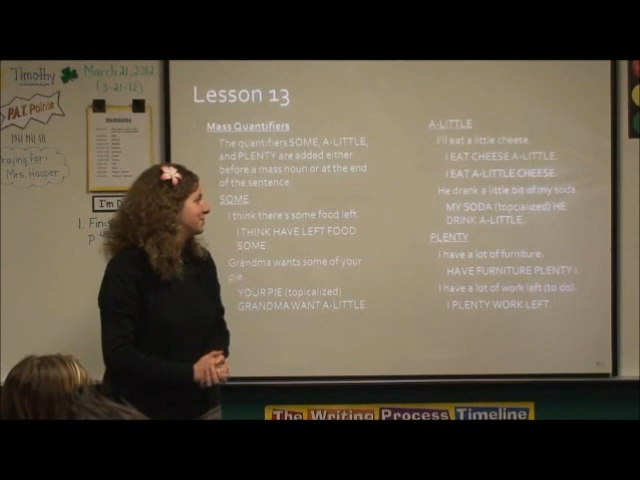 Timothy
March 21, 2012
(3-21-12)
P.A.T. Points
Praying for:
Mrs. Hooper
I'm D
1. Fin
p.
Lesson 13
Mass Quantifiers
The quantifiers SOME, A-LITTLE,
and PLENTY are added either
before a mass noun or at the end
of the sentence.
SOME
I think there's some food left.
I THINK HAVE LEFT FOOD
SOME.
Grandma wants some of your
pie.
YOUR PIE (topicalized)
GRANDMA WANT A-LITTLE.
A-LITTLE
I'll eat a little cheese.
I EAT CHEESE A-LITTLE.
I EAT A-LITTLE CHEESE.
He drank a little bit of my soda.
MY SODA (topcialized) HE
DRINK A-LITTLE.
PLENTY
I have a lot of furniture.
HAVE FURNITURE PLENTY I.
I have a lot of work left (to do).
I PLENTY WORK LEFT.
The Writing Process Timeline